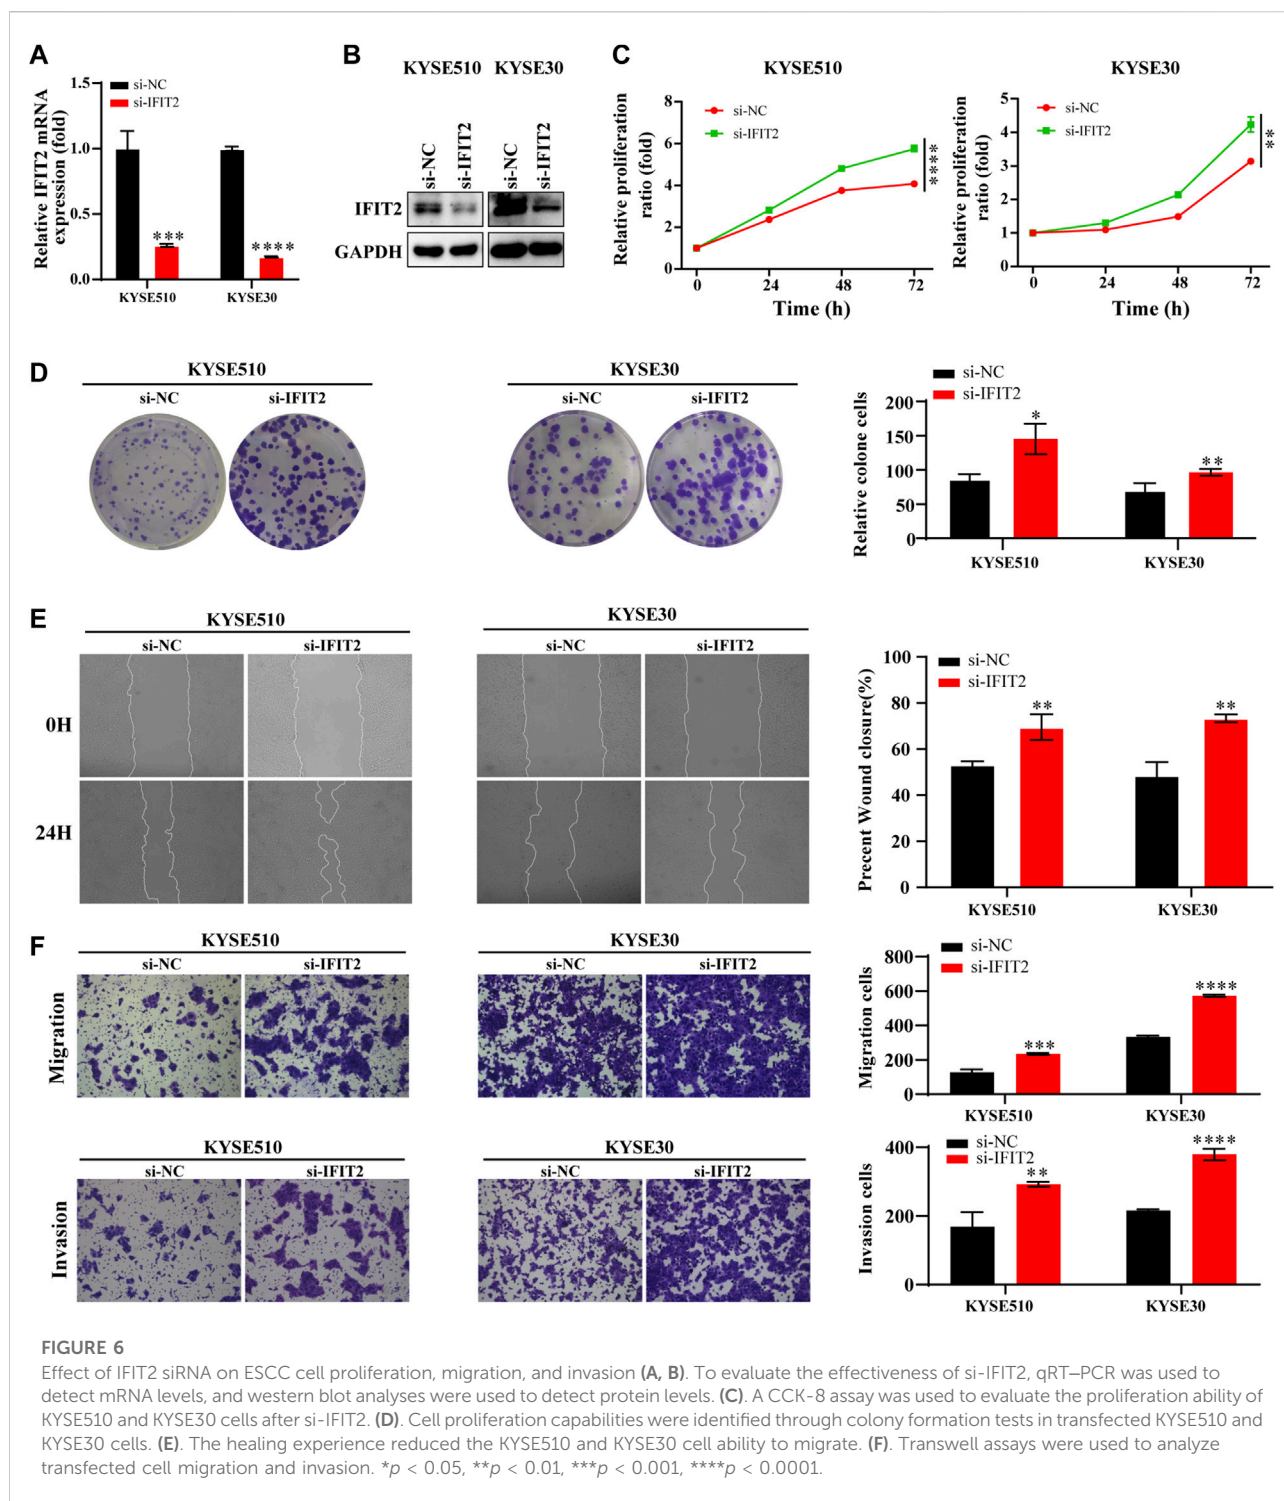 A
si-NC
si-IFIT2
Relative IFIT2 mRNA
expression (fold)
1.5
1.0
0.5
0.0
***
****
KYSE510
KYSE30
B
KYSE510 KYSE30
si-NC
si-IFIT2
si-NC
si-IFIT2
IFIT2
GAPDH
C
KYSE510
si-NC
si-IFIT2
Relative proliferation
ratio (fold)
8
6
4
2
0
****
0 24 48 72
Time (h)
KYSE30
si-NC
si-IFIT2
Relative proliferation
ratio (fold)
5
4
3
2
1
0
**
0 24 48 72
Time (h)
D
KYSE510
si-NC si-IFIT2
KYSE30
si-NC si-IFIT2
si-NC
si-IFIT2
Relative colone cells
200
150
100
50
0
*
**
KYSE510 KYSE30
E
KYSE510
si-NC si-IFIT2
KYSE30
si-NC si-IFIT2
0H
24H
si-NC
si-IFIT2
Precent Wound closure(%)
100
80
60
40
20
0
**
**
KYSE510 KYSE30
F
KYSE510
si-NC si-IFIT2
KYSE30
si-NC si-IFIT2
Migration
si-NC
si-IFIT2
Migration cells
800
600
400
200
0
***
****
KYSE510 KYSE30
KYSE510
si-NC si-IFIT2
KYSE30
si-NC si-IFIT2
Invasion
si-NC
si-IFIT2
Invasion cells
400
200
0
**
****
KYSE510 KYSE30
FIGURE 6
Effect of IFIT2 siRNA on ESCC cell proliferation, migration, and invasion (A, B). To evaluate the effectiveness of si-IFIT2, qRT–PCR was used to
detect mRNA levels, and western blot analyses were used to detect protein levels. (C). A CCK-8 assay was used to evaluate the proliferation ability of
KYSE510 and KYSE30 cells after si-IFIT2. (D). Cell proliferation capabilities were identified through colony formation tests in transfected KYSE510 and
KYSE30 cells. (E). The healing experience reduced the KYSE510 and KYSE30 cell ability to migrate. (F). Transwell assays were used to analyze
transfected cell migration and invasion. *p < 0.05, **p < 0.01, ***p < 0.001, ****p < 0.0001.